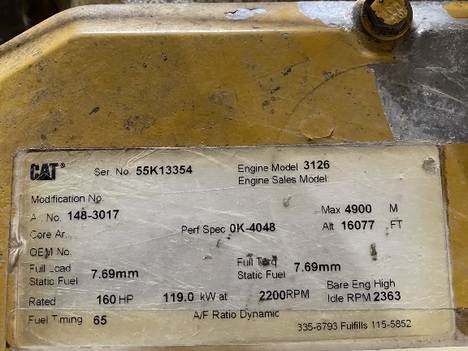 CAT® Ser. No. 55K13354 Engine Model 3126
Engine Sales Model:
Modification No.
Ar. No. 148-3017 Max 4900 M
Core Ar. Perf Spec 0K-4048 Alt 16077 FT
OEM No.
Full Load Static Fuel 7.69mm Full Torq Static Fuel 7.69mm
Bare Eng High Idle RPM 2363
Rated 160 HP 119.0 kW at 2200RPM
Fuel Timing 65 A/F Ratio Dynamic
335-6793 Fulfills 115-5852